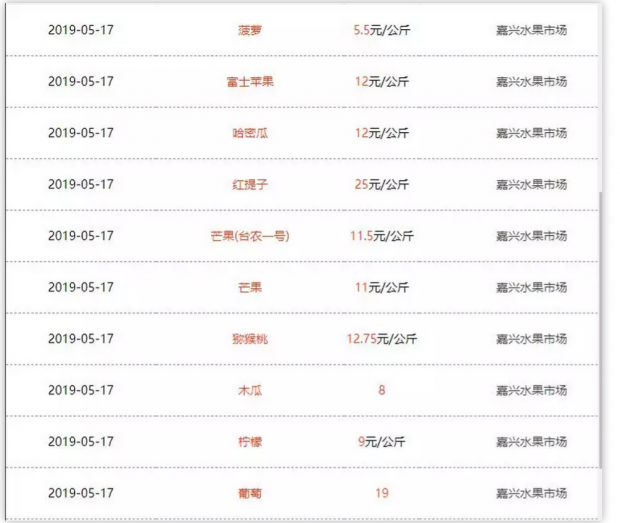 2019-05-17 菠萝 5.5元/公斤 嘉兴水果市场
2019-05-17 富士苹果 12元/公斤 嘉兴水果市场
2019-05-17 哈密瓜 12元/公斤 嘉兴水果市场
2019-05-17 红提子 25元/公斤 嘉兴水果市场
2019-05-17 芒果(台农一号) 11.5元/公斤 嘉兴水果市场
2019-05-17 芒果 11元/公斤 嘉兴水果市场
2019-05-17 猕猴桃 12.75元/公斤 嘉兴水果市场
2019-05-17 木瓜 8 嘉兴水果市场
2019-05-17 柠檬 9元/公斤 嘉兴水果市场
2019-05-17 葡萄 19 嘉兴水果市场